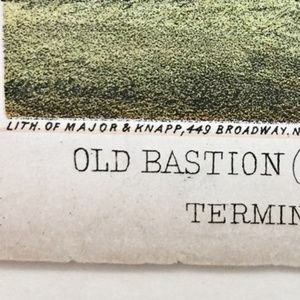 LITH. OF MAJOR & KNAPP, 449 BROADWAY. N
OLD BASTION (
TERMIN